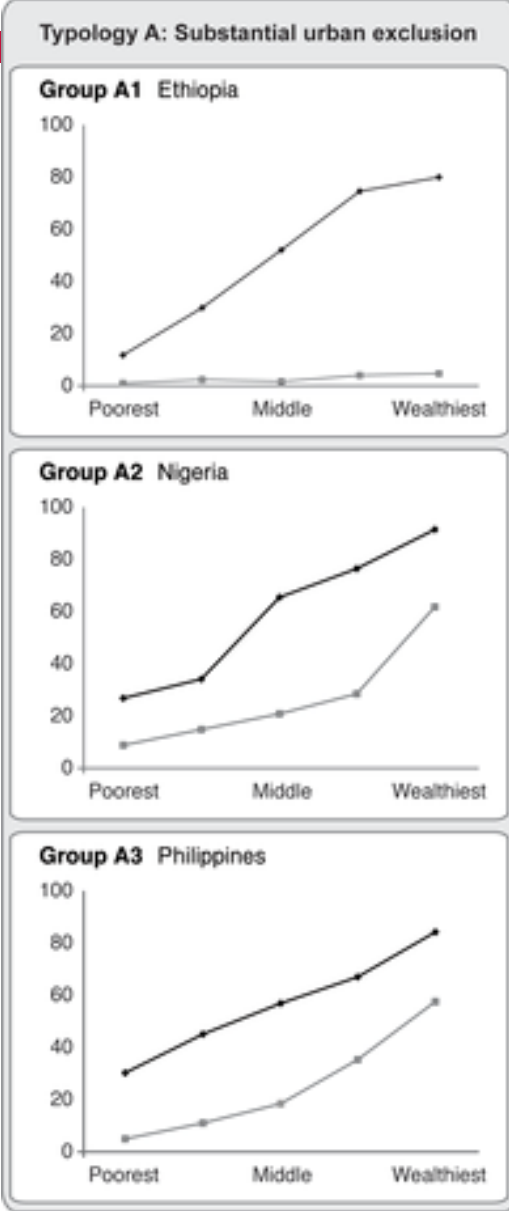 Typology A: Substantial urban exclusion
Group A1 Ethiopia
100
80
60
40
20
0
Poorest Middle Wealthiest
Group A2 Nigeria
100
80
60
40
20
0
Poorest Middle Wealthiest
Group A3 Philippines
100
80
60
40
20
0
Poorest Middle Wealthiest